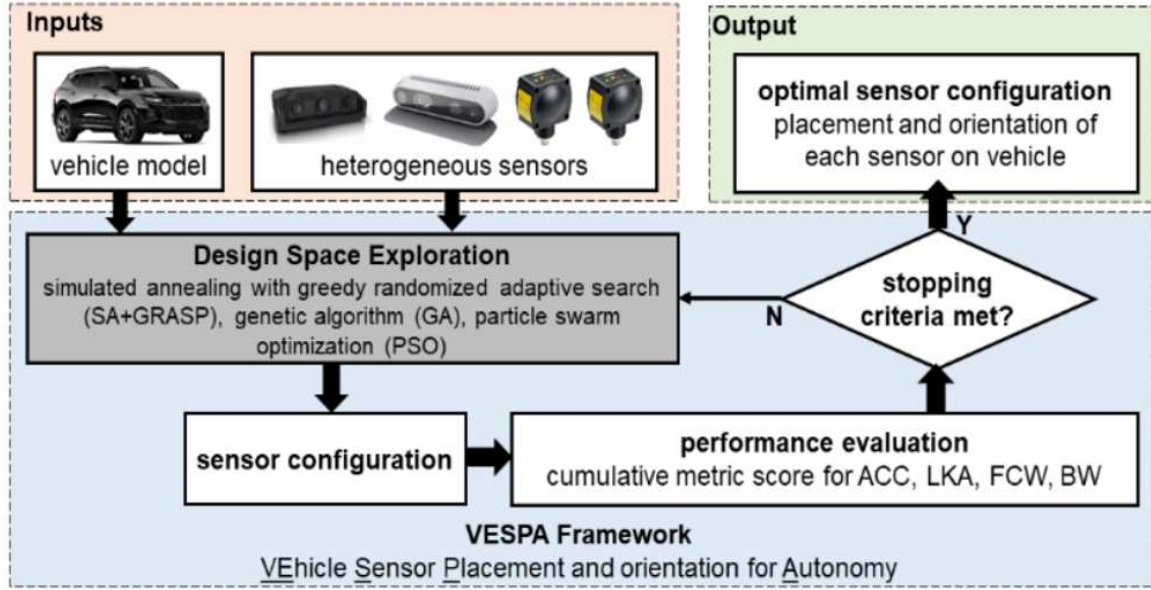 Inputs
vehicle model
heterogeneous sensors
Output
optimal sensor configuration
placement and orientation of
each sensor on vehicle
Design Space Exploration
simulated annealing with greedy randomized adaptive search
(SA+GRASP), genetic algorithm (GA), particle swarm
optimization (PSO)
N
Y
stopping
criteria met?
sensor configuration
performance evaluation
cumulative metric score for ACC, LKA, FCW, BW
VESPA Framework
VEhicle Sensor Placement and orientation for Autonomy